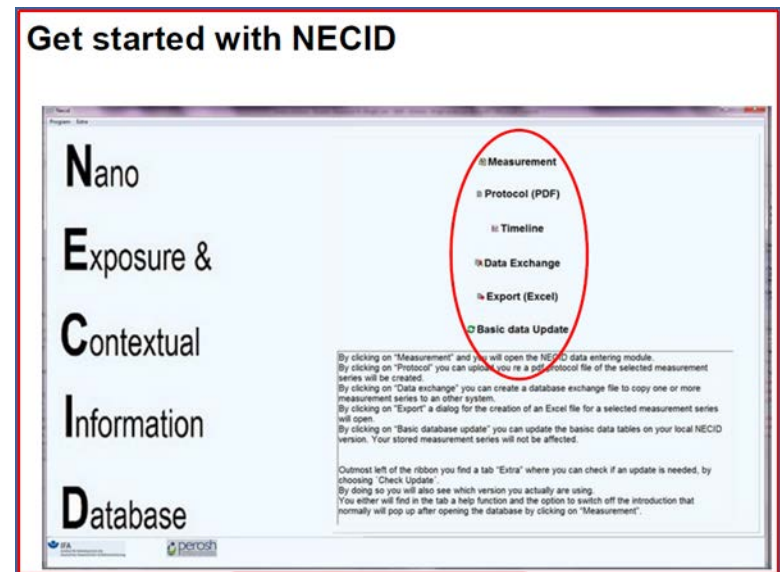 Get started with NECID
Necid
Program Extra
Nano
Exposure &
Contextual
Information
Database
Measurement
Protocol (PDF)
Timeline
Data Exchange
Export (Excel)
Basic data Update
By clicking on "Measurement" and you will open the NECID data entering module.
By clicking on "Protocol" you can upload you re a pdf protocol file of the selected measurement
series will be created.
By clicking on "Data exchange" you can create a database exchange file to copy one or more
measurement series to an other system.
By clicking on "Export" a dialog for the creation of an Excel file for a selected measurement series
will open.
By clicking on "Basic database update" you can update the basisc data tables on your local NECID
version. Your stored measurement series will not be affected.
Outmost left of the ribbon you find a tab "Extra" where you can check if an update is needed, by
choosing `Check Update´.
By doing so you will also see which version you actually are using.
You either will find in the tab a help function and the option to switch off the introduction that
normally will pop up after opening the database by clicking on "Measurement".
IFA
perosh